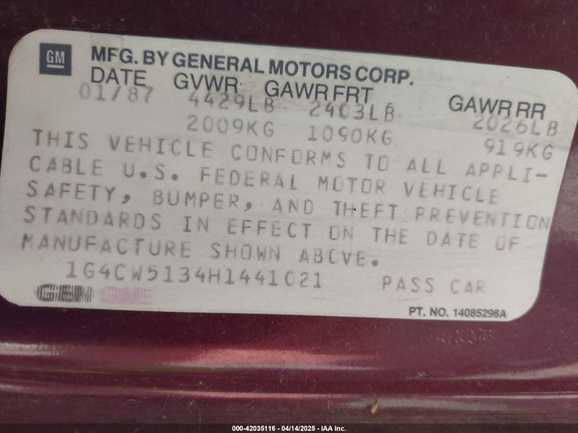 GM
MFG. BY GENERAL MOTORS CORP.
DATE GVWR GAWR FRT GAWR RR
01/87 4429LB 2403LB 2026LB
2009KG 1090KG 919KG
THIS VEHICLE CONFORMS TO ALL APPLI-
CABLE U.S. FEDERAL MOTOR VEHICLE
SAFETY, BUMPER, AND THEFT PREVENTION
STANDARDS IN EFFECT ON THE DATE OF
MANUFACTURE SHOWN ABOVE.
1G4CW5134H1441021 PASS CAR
GEN
PT. NO. 14085296A
000-42035116 - 04/14/2025 - IAA Inc.